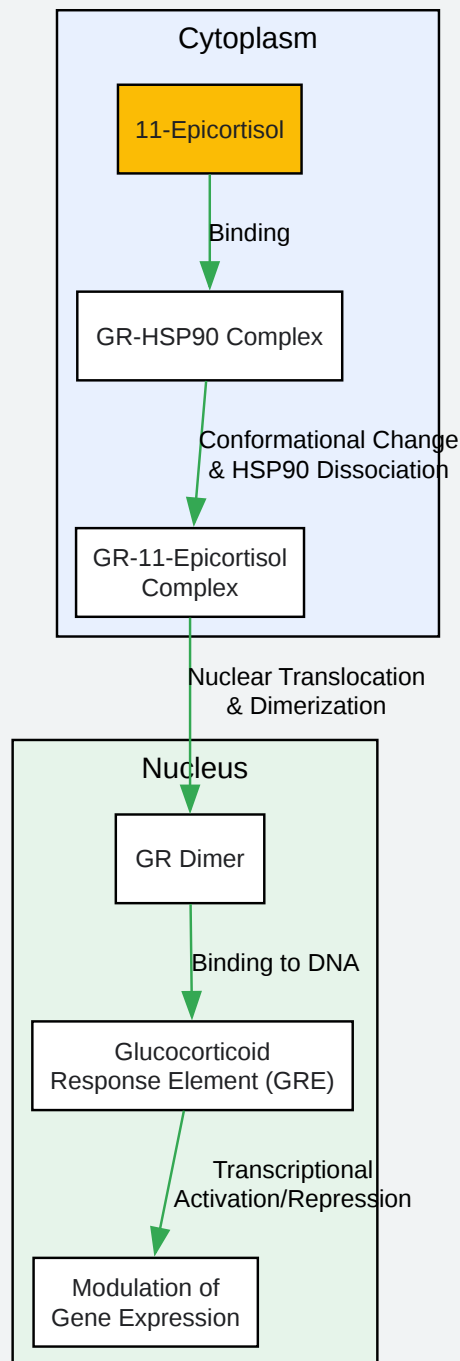 Cytoplasm
11-Epicortisol
Binding
GR-HSP90 Complex
Conformational Change
& HSP90 Dissociation
GR-11-Epicortisol
Complex
Nuclear Translocation
& Dimerization
Nucleus
GR Dimer
Binding to DNA
Glucocorticoid
Response Element (GRE)
Transcriptional
Activation/Repression
Modulation of
Gene Expression